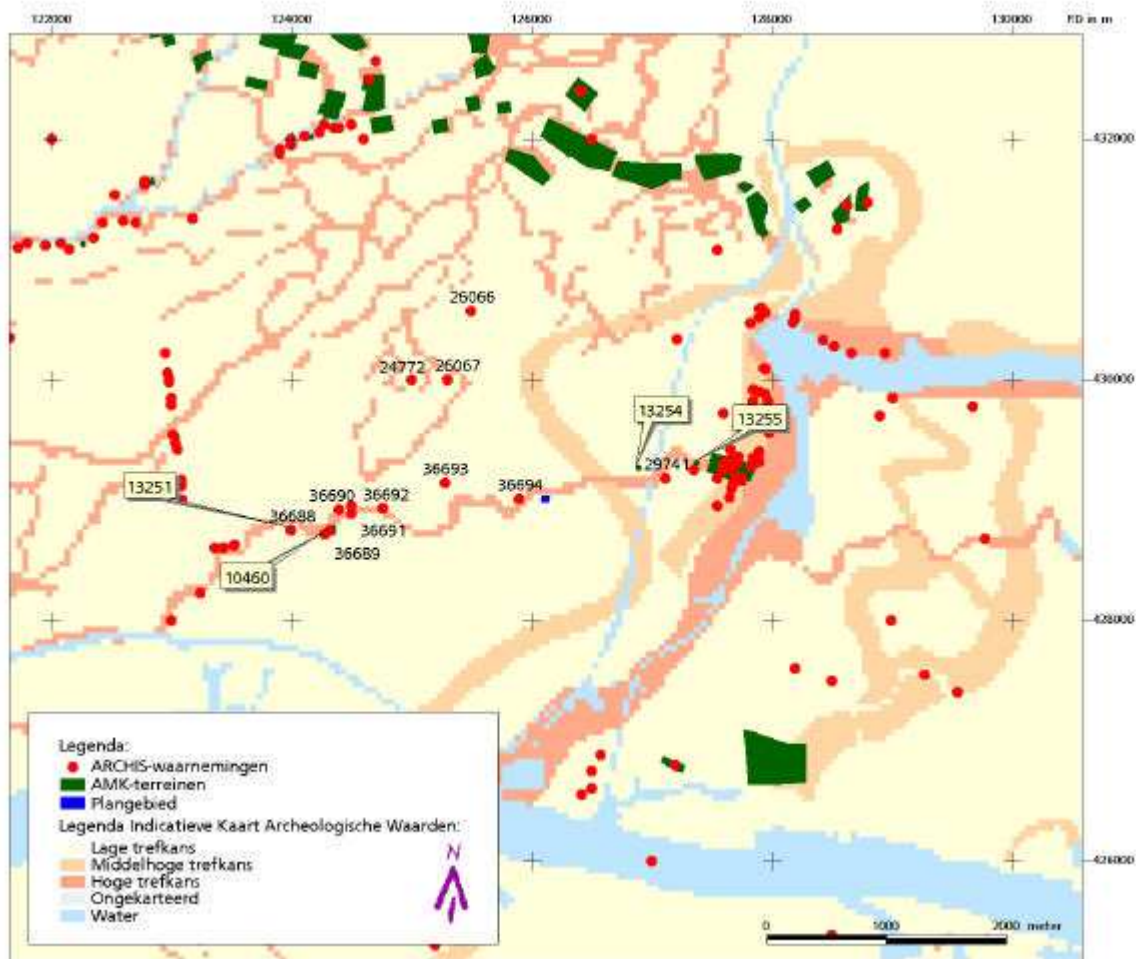 122000 124000 126000 128000 130000 RD in m
432000
26066
24772 26067
430000
13254
13255
29741
36693
13251
36694
36690 36692
36688
36691
36689
10460
428000
Legenda:
ARCHIS-waarnemingen
AMK-terreinen
Plangebied
Legenda Indicatieve Kaart Archeologische Waarden:
Lage trefkans
Middelhoge trefkans
Hoge trefkans
Ongekarteerd
Water
N
426000
0 1000 2000 meter